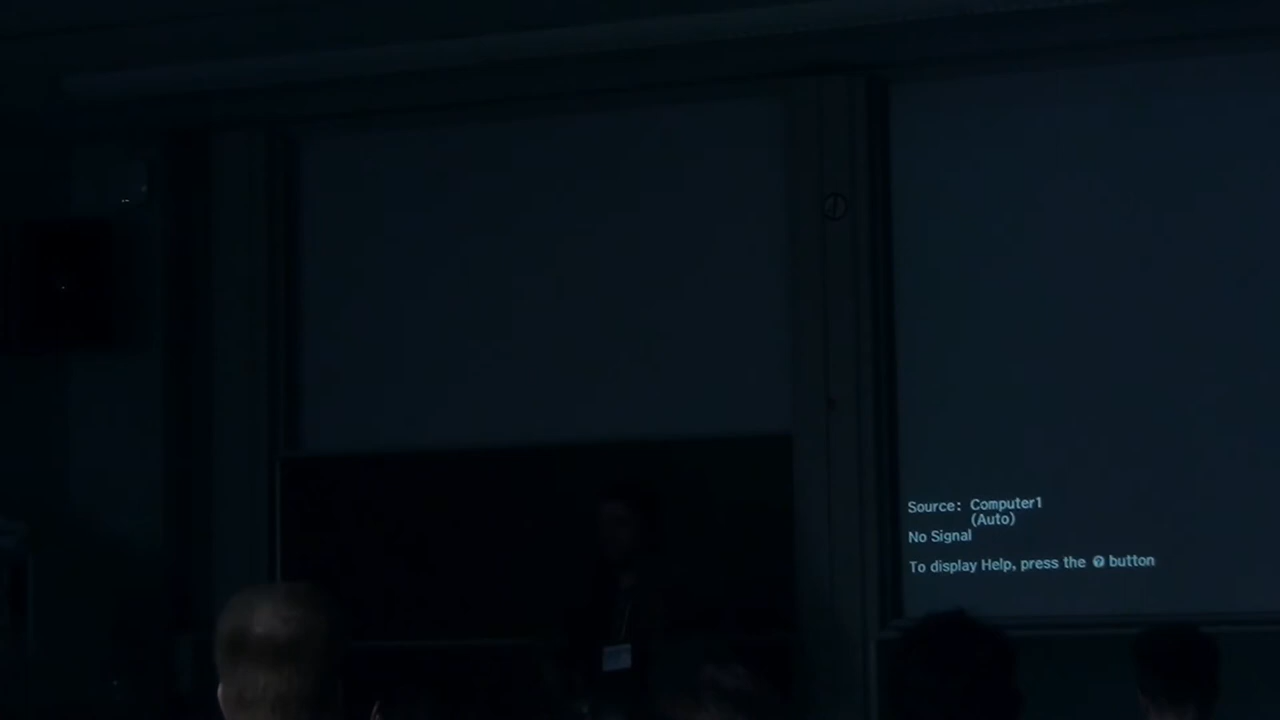 Source: Computer1
(Auto)
No Signal
To display Help, press the ? button